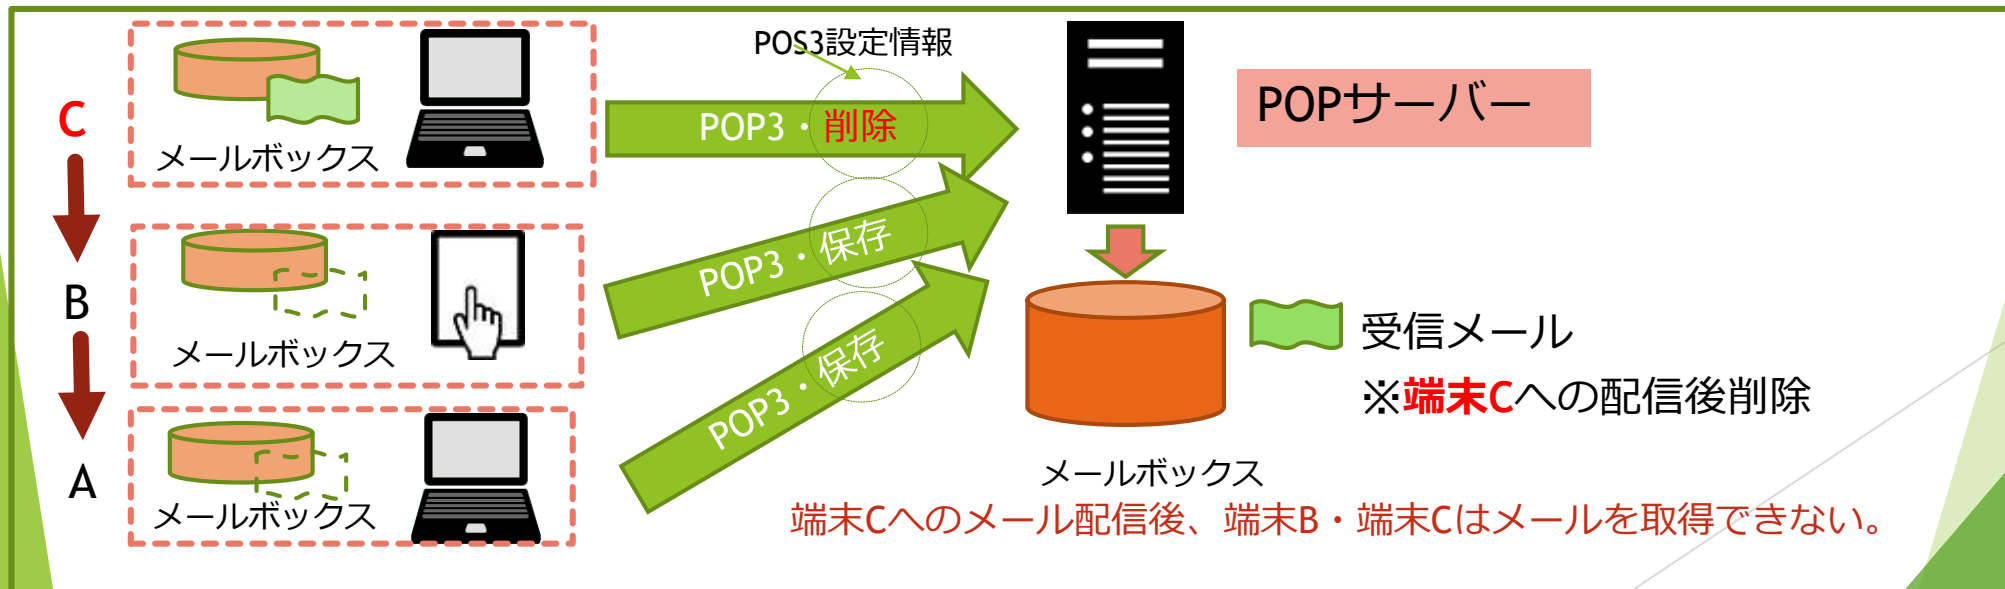 POS3設定情報
C
メールボックス
POP3・削除
POPサーバー
B
メールボックス
POP3・保存
A
メールボックス
POP3・保存
受信メール
※端末Cへの配信後削除
メールボックス
端末Cへのメール配信後、端末B・端末Cはメールを取得できない。